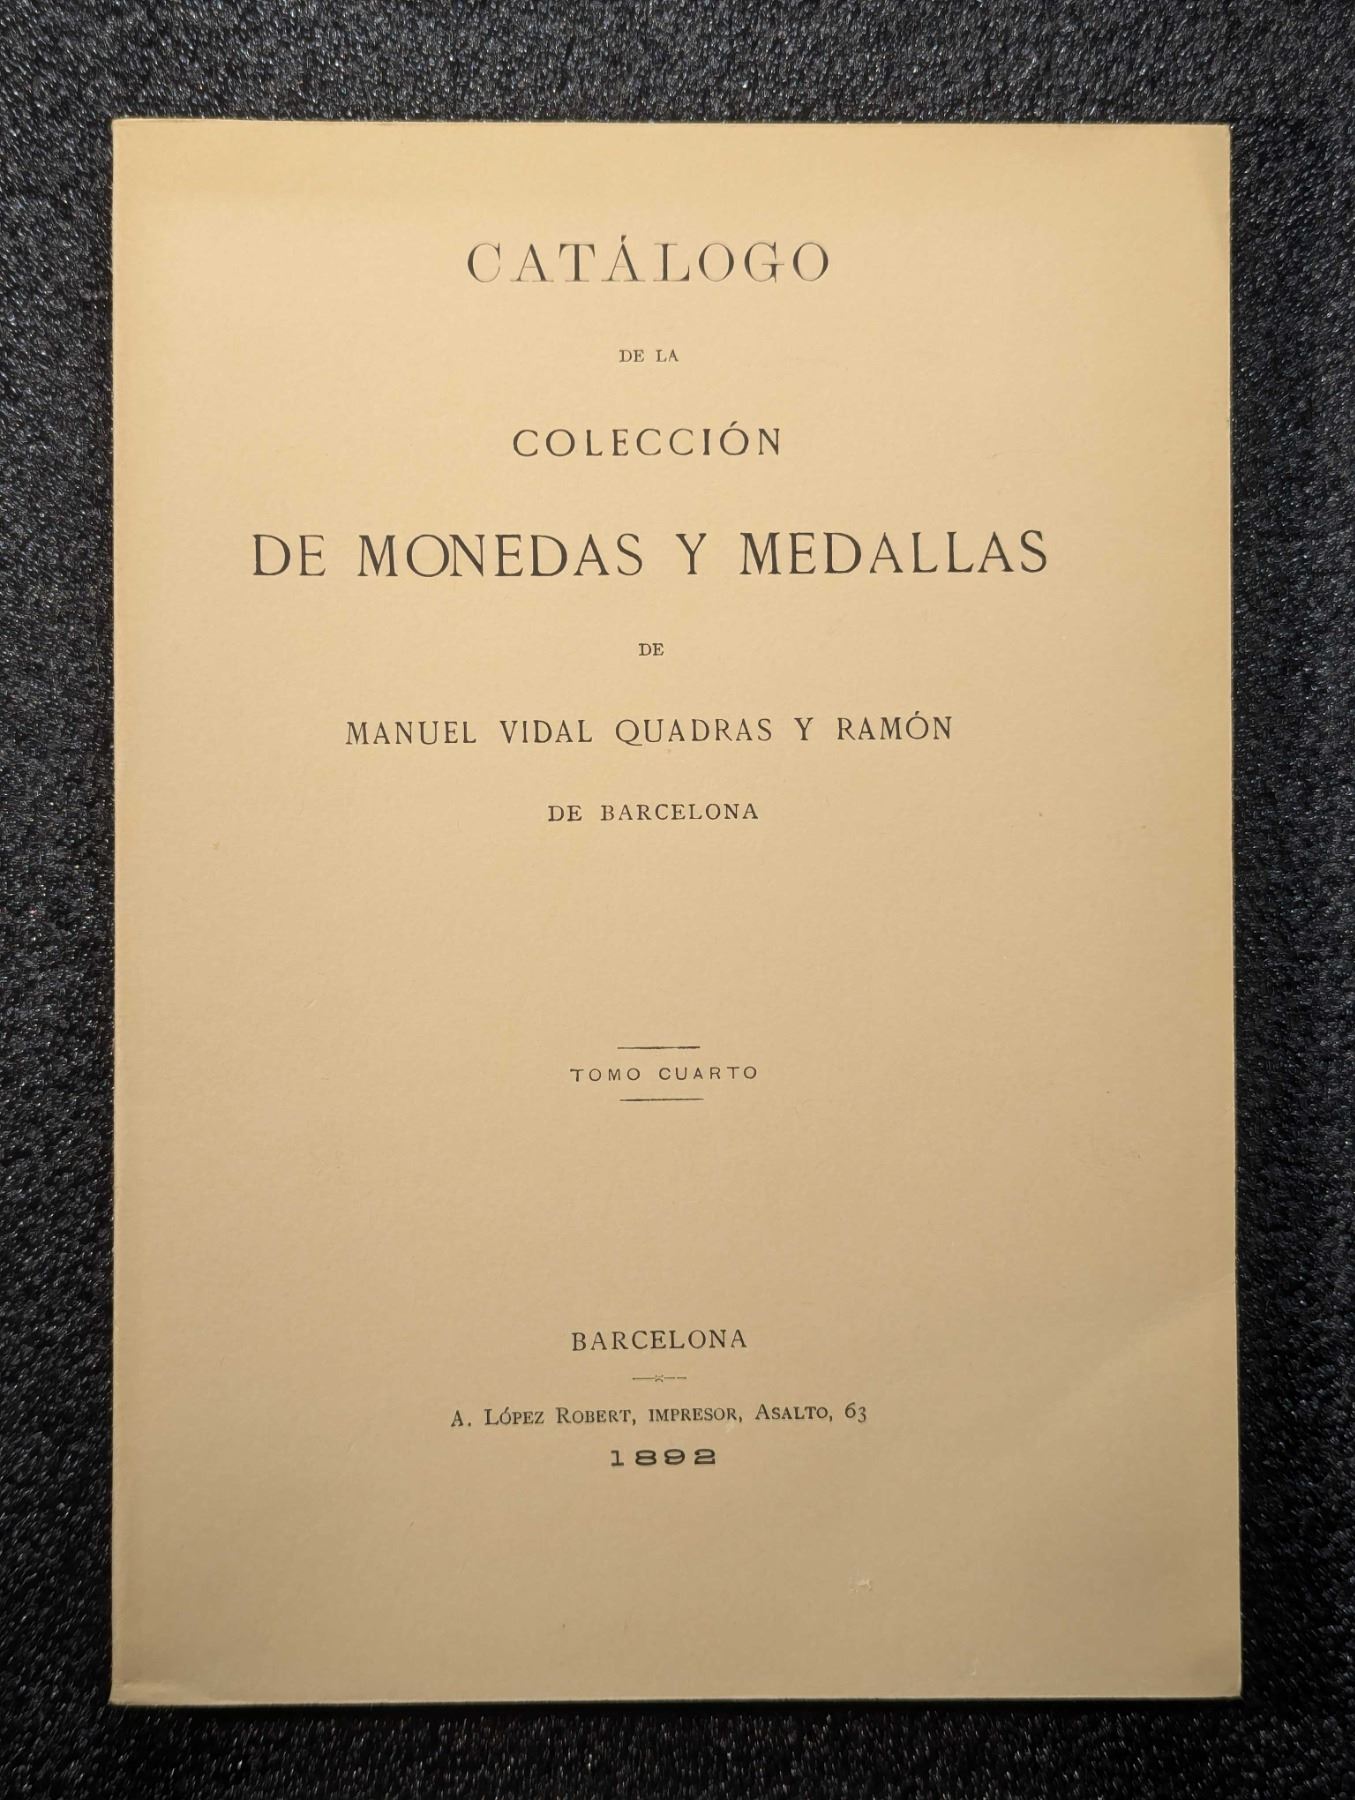 CATÁLOGO
DE LA
COLECCIÓN
DE MONEDAS Y MEDALLAS
DE
MANUEL VIDAL QUADRAS Y RAMÓN
DE BARCELONA
TOMO CUARTO
BARCELONA
A. LÓPEZ ROBERT, IMPRESOR, ASALTO, 63
1892